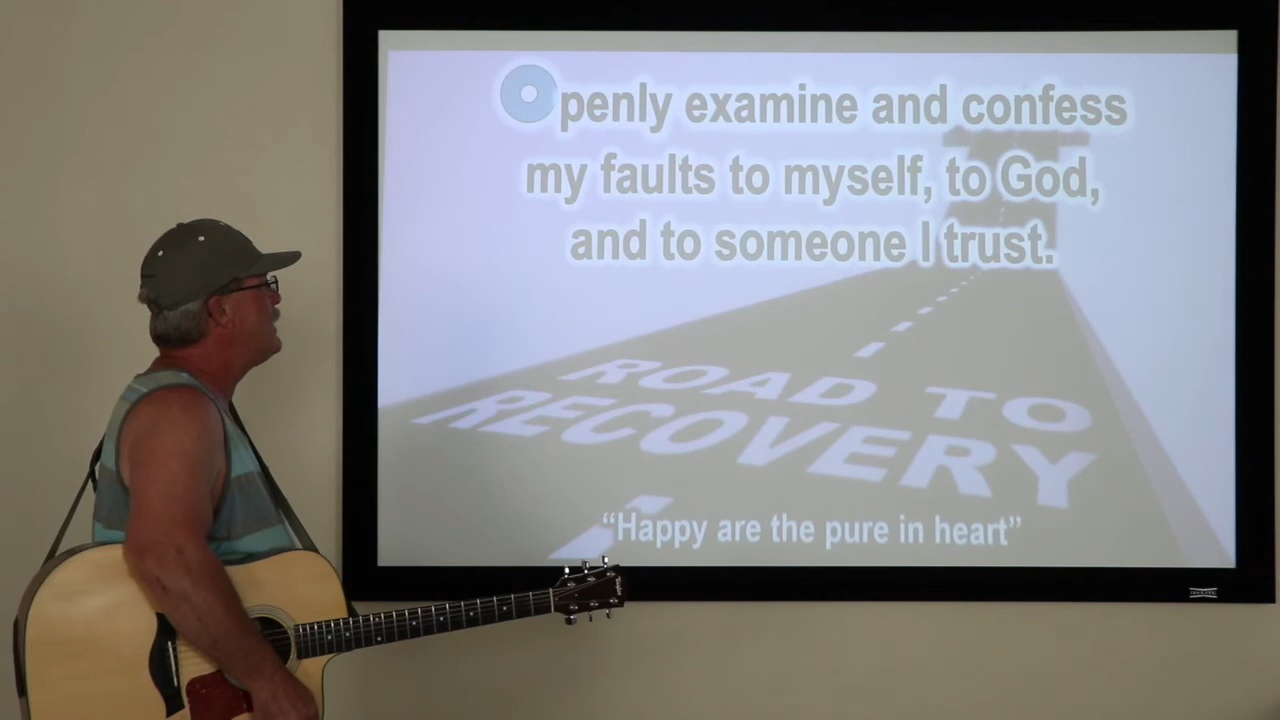 Openly examine and confess
my faults to myself, to God,
and to someone I trust.
ROAD TO
RECOVERY
“Happy are the pure in heart”